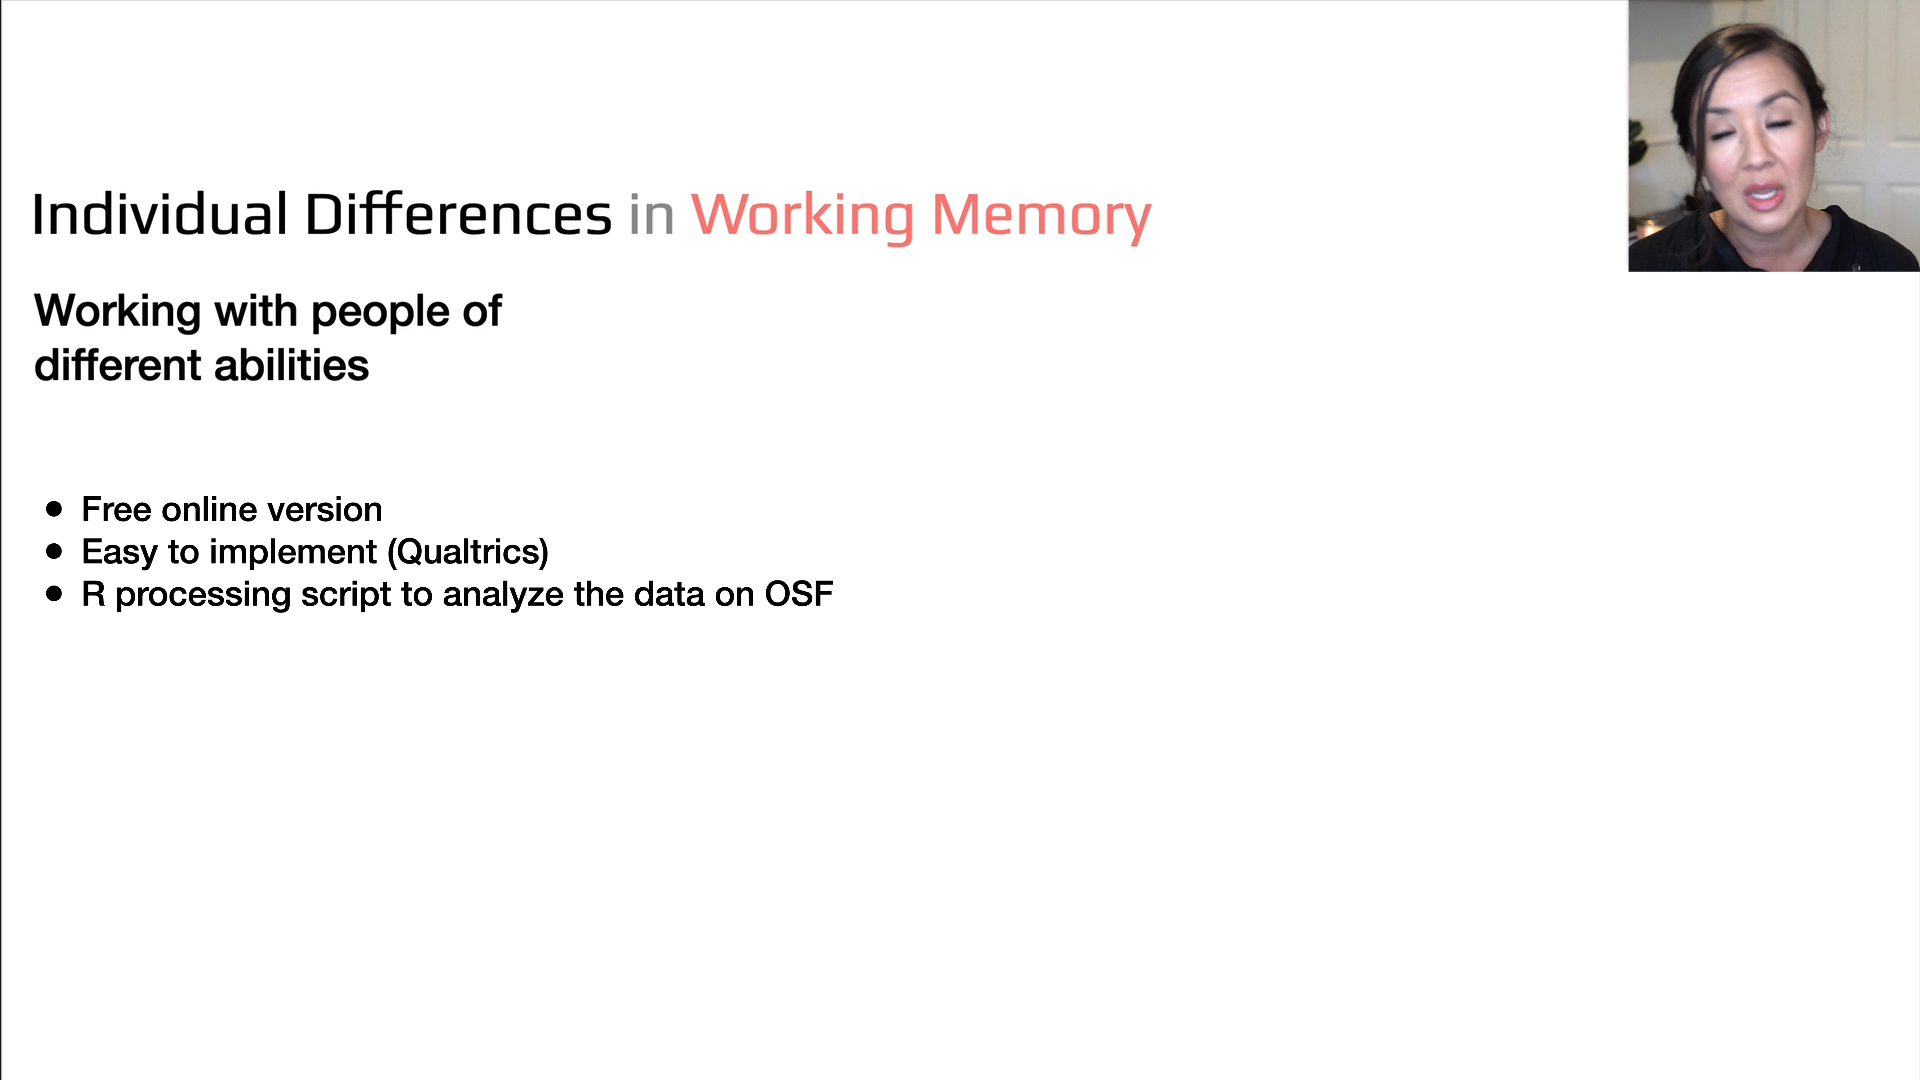 Individual Differences in Working Memory
Working with people of
different abilities
• Free online version
• Easy to implement (Qualtrics)
• R processing script to analyze the data on OSF